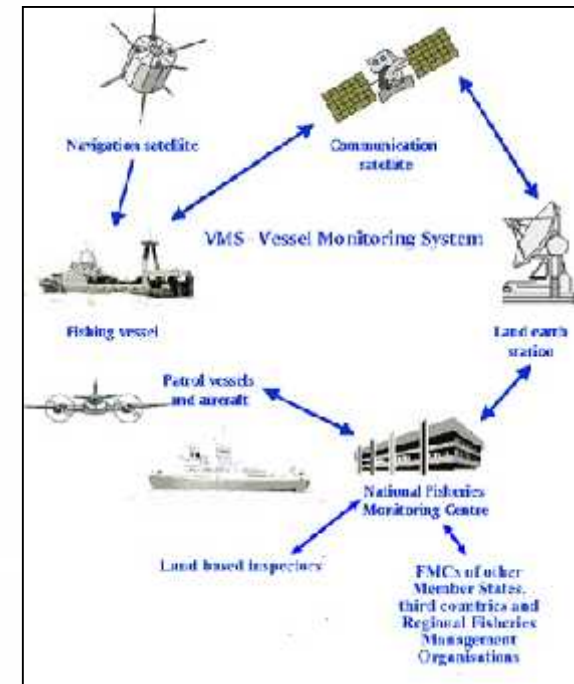 Navigation satellite
Communication
satellite
VMS - Vessel Monitoring System
Fishing vessel
Land earth
station
Patrol vessels
and aircraft
National Fisheries
Monitoring Centre
Land based inspectors
FMCs of other
Member States,
third countries and
Regional Fisheries
Management
Organisations